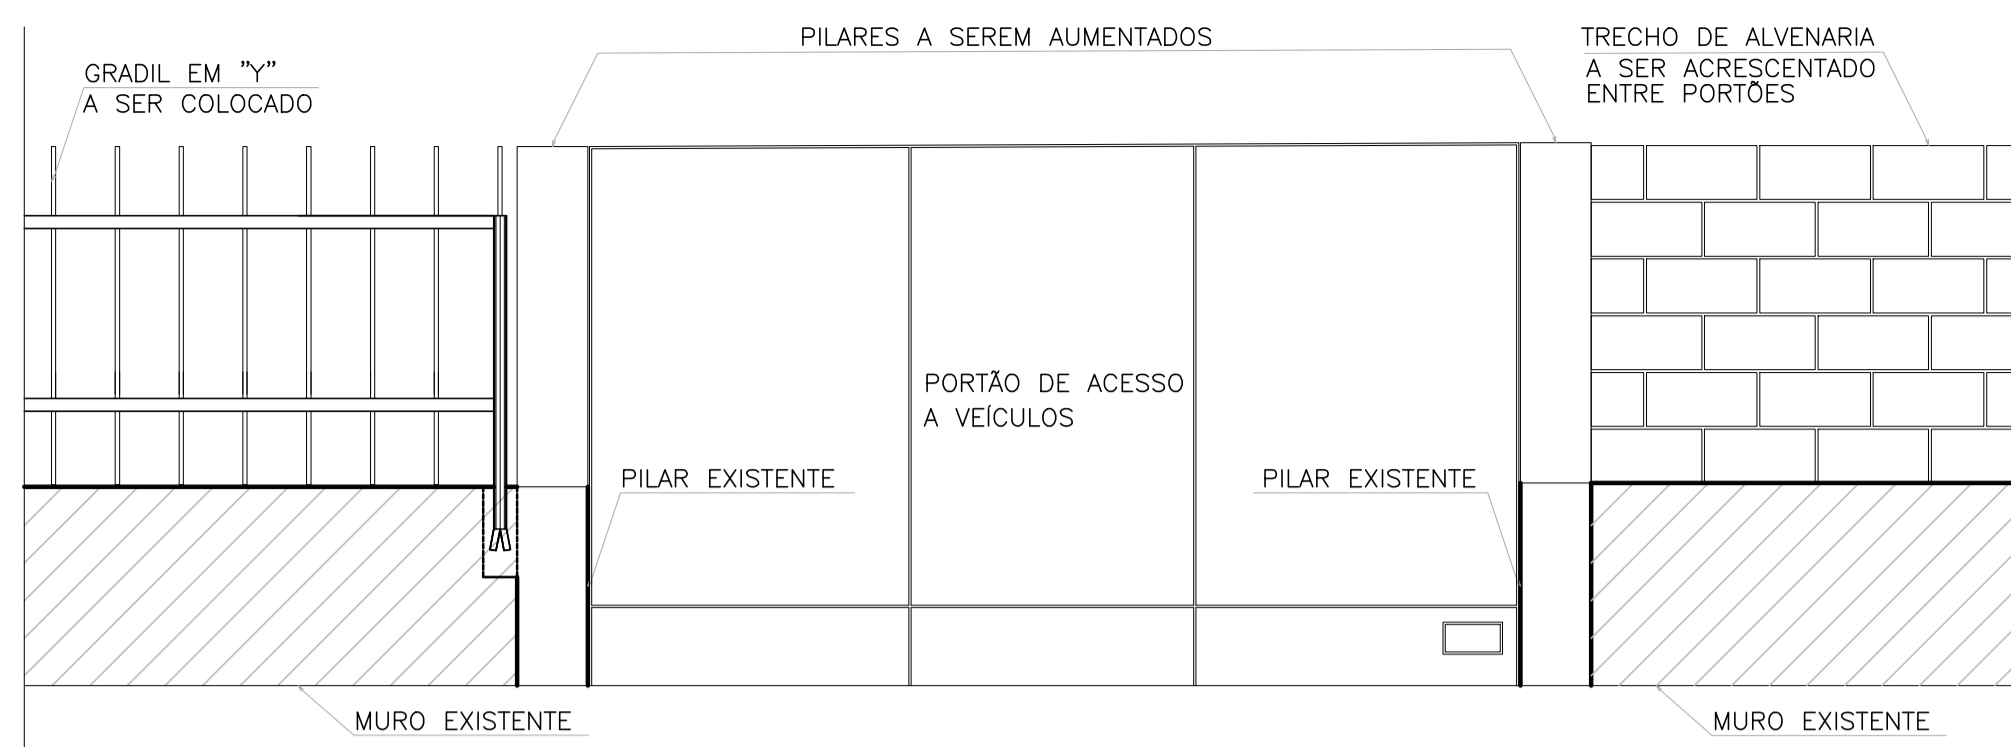 PILARES A SEREM AUMENTADOS
TRECHO DE ALVENARIA
A SER ACRESCENTADO
ENTRE PORTÕES
GRADIL EM "Y"
A SER COLOCADO
PORTÃO DE ACESSO
A VEÍCULOS
PILAR EXISTENTE
PILAR EXISTENTE
MURO EXISTENTE
MURO EXISTENTE